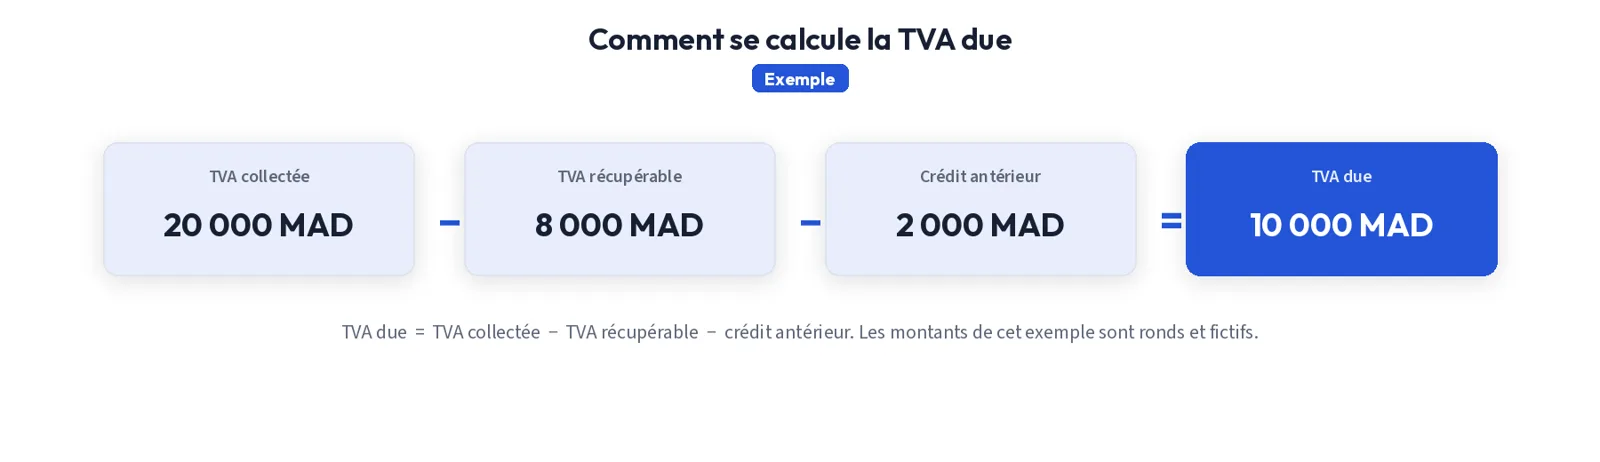 Comment se calcule la TVA due
Exemple
TVA collectée
20 000 MAD
–
TVA récupérable
8 000 MAD
–
Crédit antérieur
2 000 MAD
=
TVA due
10 000 MAD
TVA due = TVA collectée − TVA récupérable − crédit antérieur. Les montants de cet exemple sont ronds et fictifs.